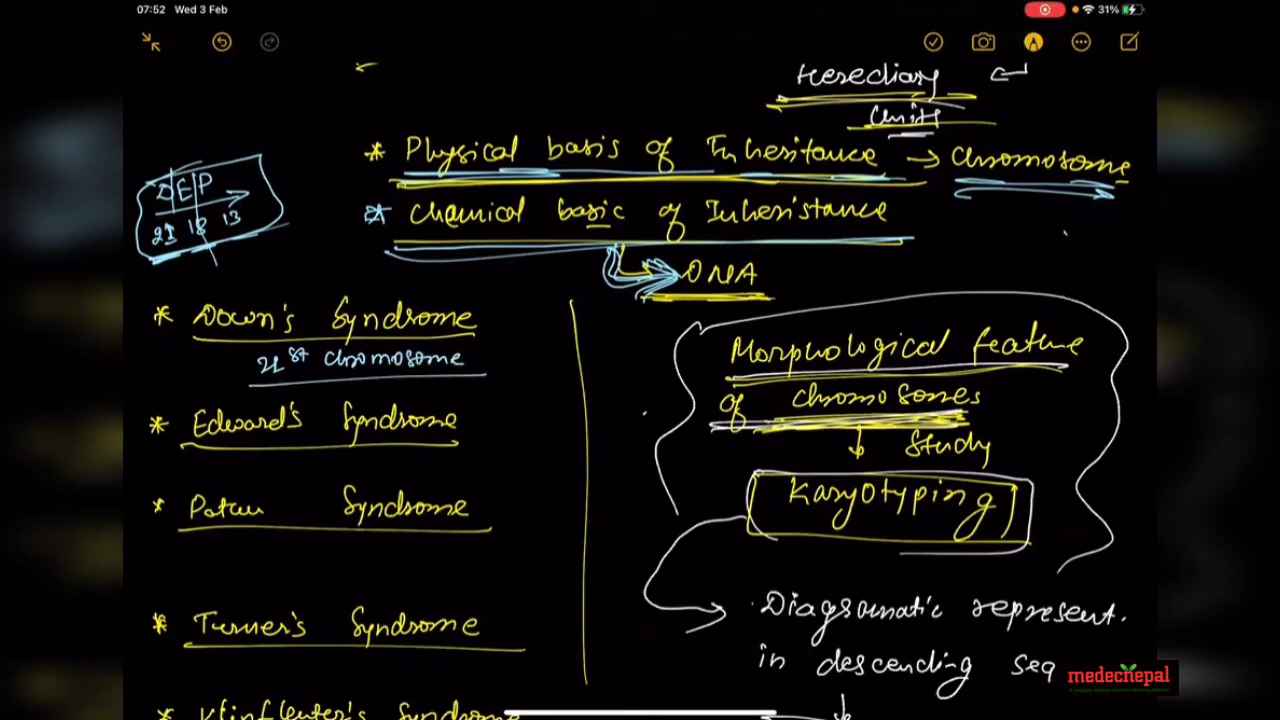 07:52 Wed 3 Feb
31%
Herediary
units
* Physical basis of Inheritance → chromosome
* Chemical basic of Inheristance
DNA
D E P
21 18 13
* Down's Syndrome
21st chromosome
* Edward's Syndrome
* Patau Syndrome
* Turner's Syndrome
* Klinflenter's Syndrome
Morphological feature
of chromosomes
↓ study
Karyotyping
Diagramatic represent.
in descending seq
medecnepal